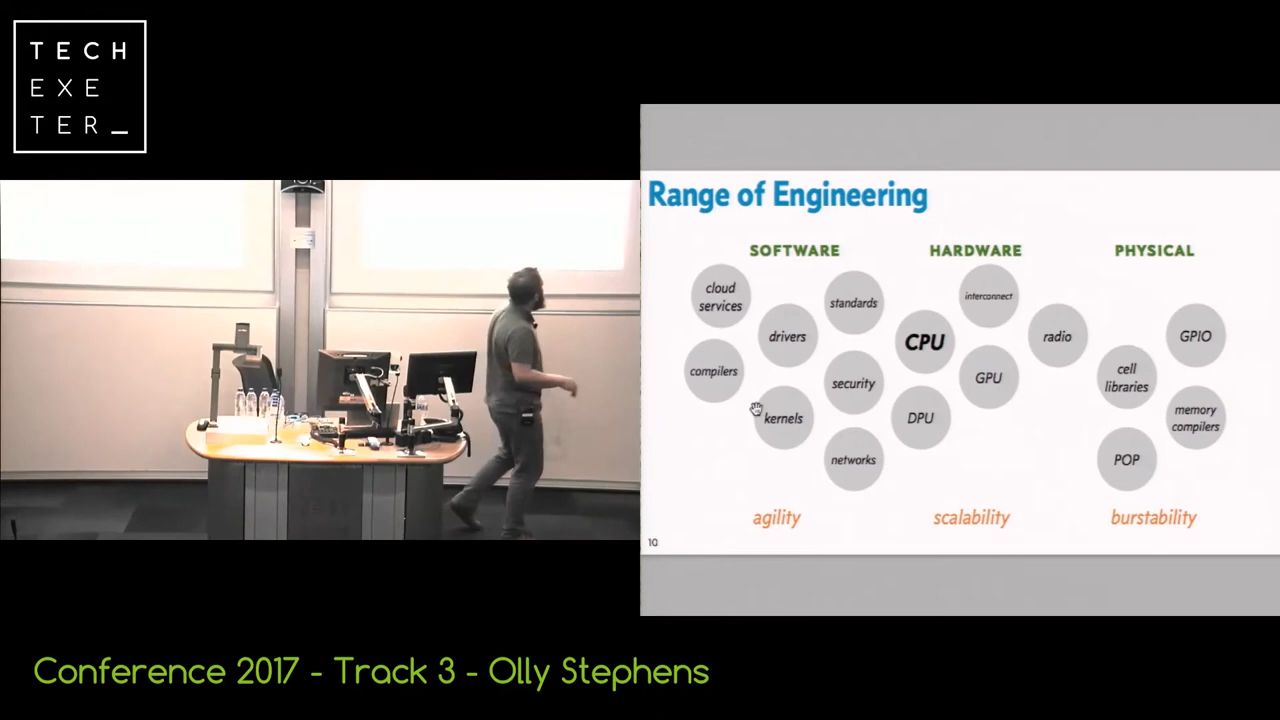 TECH
EXE
TER_
Range of Engineering
SOFTWARE
HARDWARE
PHYSICAL
cloud
services
standards
interconnect
drivers
CPU
radio
GPIO
compilers
security
GPU
cell
libraries
kernels
DPU
memory
compilers
networks
POP
agility
scalability
burstability
10
Conference 2017 - Track 3 - Olly Stephens